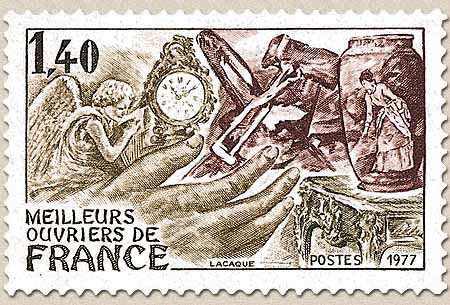 1,40
MEILLEURS
OUVRIERS DE
FRANCE
LACAQUE
POSTES 1977